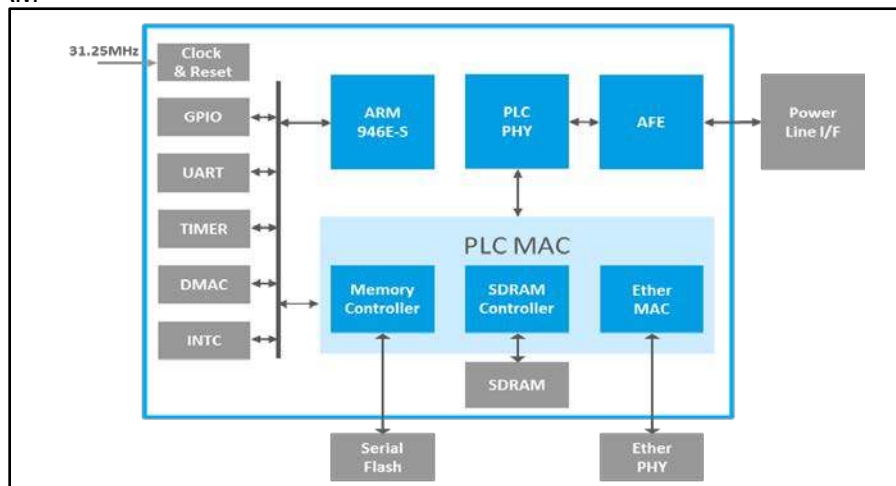 31.25MHz
Clock
& Reset
GPIO
UART
TIMER
DMAC
INTC
ARM
946E-S
PLC
PHY
AFE
Power
Line I/F
PLC MAC
Memory
Controller
SDRAM
Controller
Ether
MAC
SDRAM
Serial
Flash
Ether
PHY